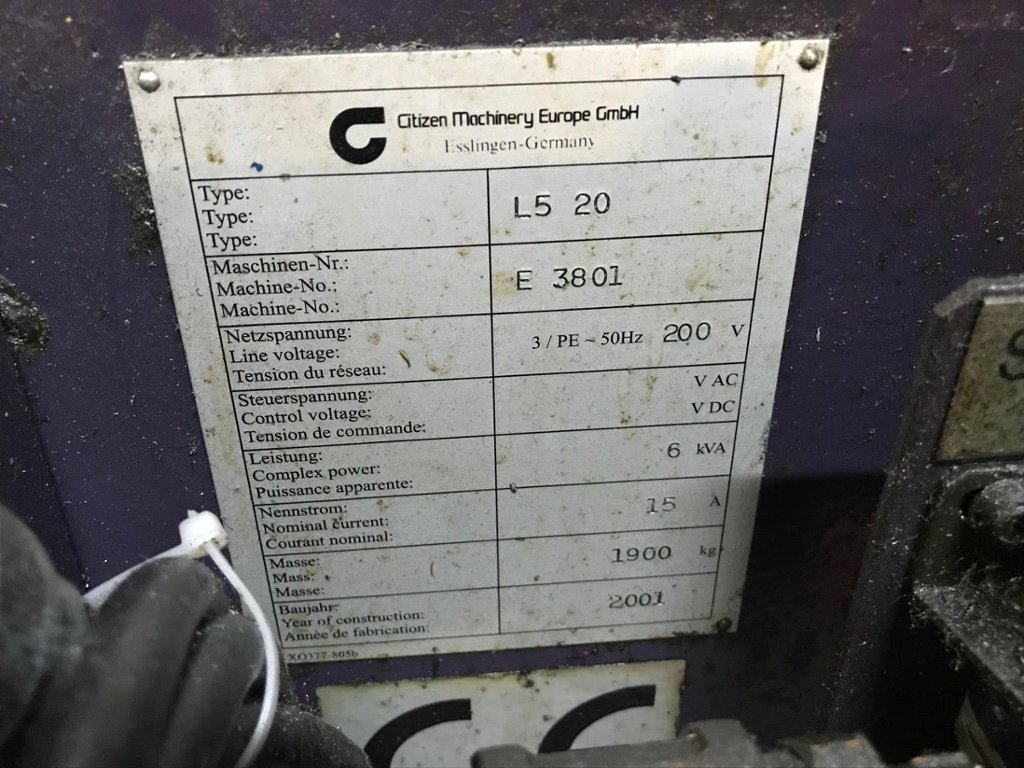 Citizen Machinery Europe GmbH
Esslingen-Germany
Type:
Type:
Type:
L5 20
Maschinen-Nr.:
Machine-No.:
Machine-No.:
E 3801
Netzspannung:
Line voltage:
Tension du réseau:
3 / PE ~ 50Hz 200 V
Steuerspannung:
Control voltage:
Tension de commande:
V AC
V DC
Leistung:
Complex power:
Puissance apparente:
6 kVA
Nennstrom:
Nominal current:
Courant nominal:
15 A
Masse:
Mass:
Masse:
1900 kg
Baujahr:
Year of construction:
Année de fabrication:
2001
XO377-805b
CE